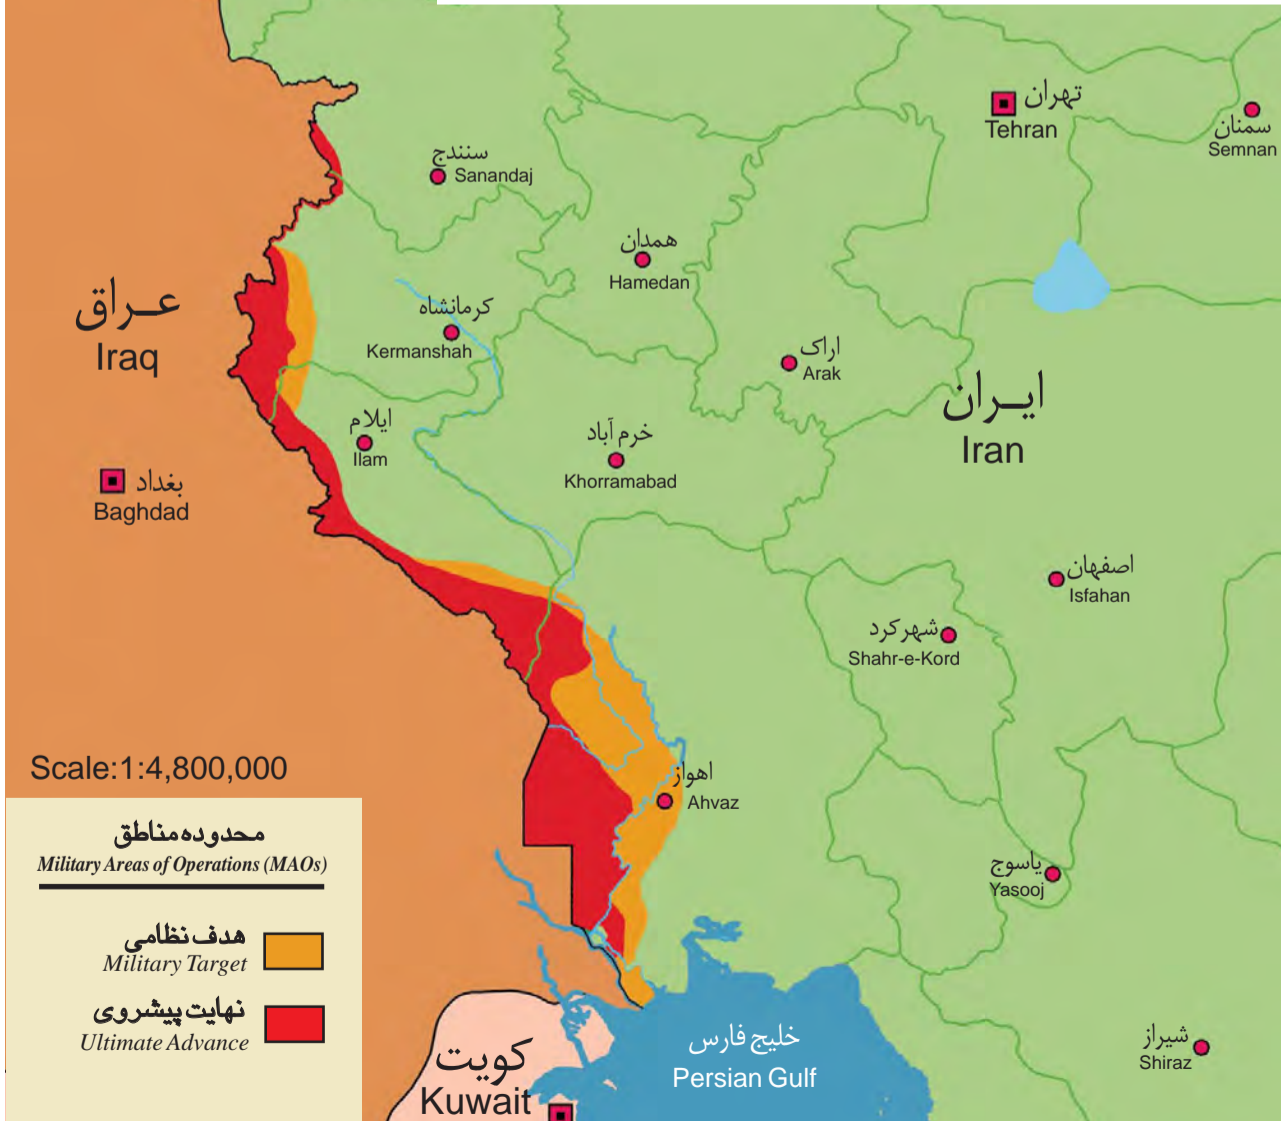 تهران
Tehran
سمنان
Semnan
سنندج
Sanandaj
همدان
Hamedan
عـراق
Iraq
کرمانشاه
Kermanshah
اراک
Arak
ایـران
Iran
ایلام
Ilam
خرم آباد
Khorramabad
بغداد
Baghdad
اصفهان
Isfahan
شهرکرد
Shahr-e-Kord
اهواز
Ahvaz
یاسوج
Yasooj
شیراز
Shiraz
خلیج فارس
Persian Gulf
کویت
Kuwait
Scale:1:4,800,000
محدوده مناطق
Military Areas of Operations (MAOs)
هدف نظامی
Military Target
نهایت پیشروی
Ultimate Advance